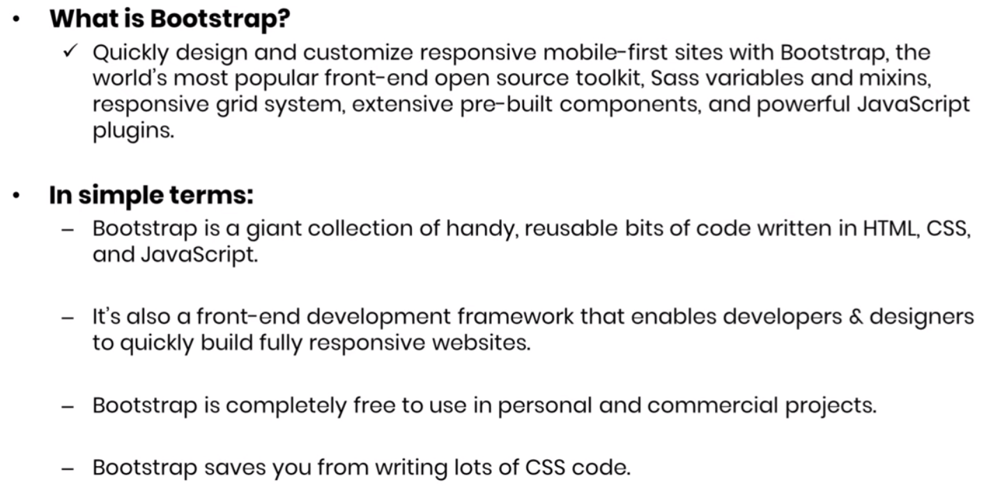 • What is Bootstrap?
✓ Quickly design and customize responsive mobile-first sites with Bootstrap, the
world's most popular front-end open source toolkit, Sass variables and mixins,
responsive grid system, extensive pre-built components, and powerful JavaScript
plugins.
• In simple terms:
– Bootstrap is a giant collection of handy, reusable bits of code written in HTML, CSS,
and JavaScript.
– It's also a front-end development framework that enables developers & designers
to quickly build fully responsive websites.
– Bootstrap is completely free to use in personal and commercial projects.
– Bootstrap saves you from writing lots of CSS code.